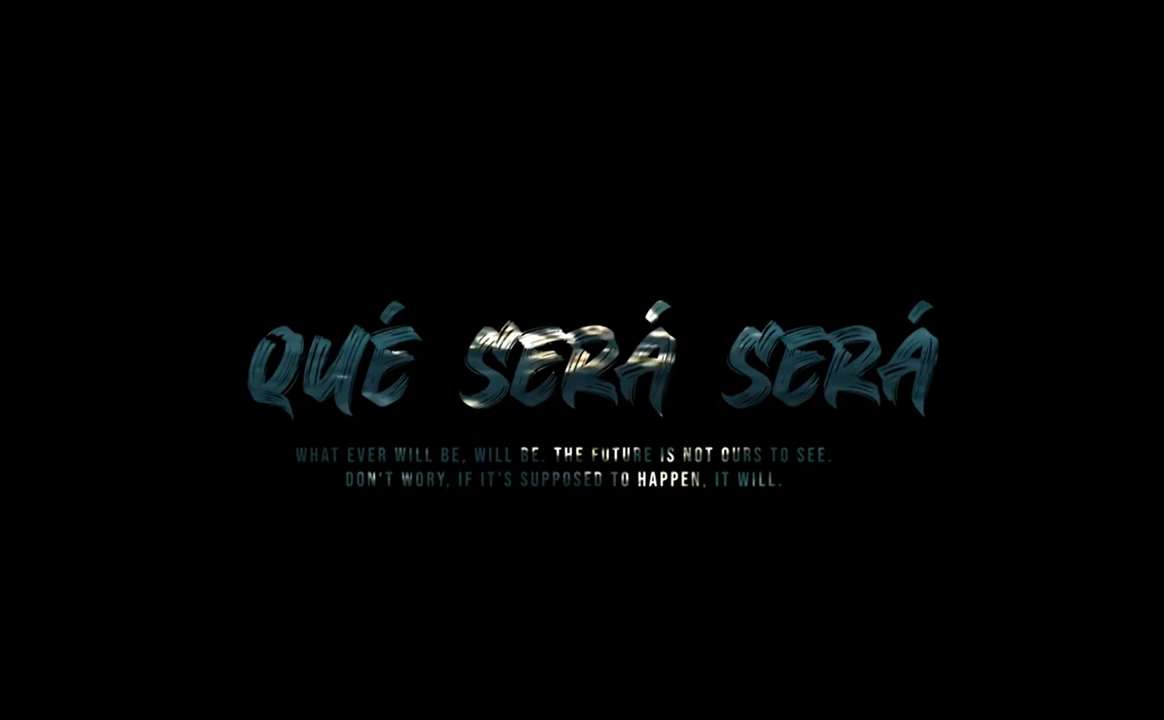 QUÉ SERÁ SERÁ
WHAT EVER WILL BE, WILL BE. THE FUTURE IS NOT OURS TO SEE.
DON'T WORY, IF IT'S SUPPOSED TO HAPPEN, IT WILL.